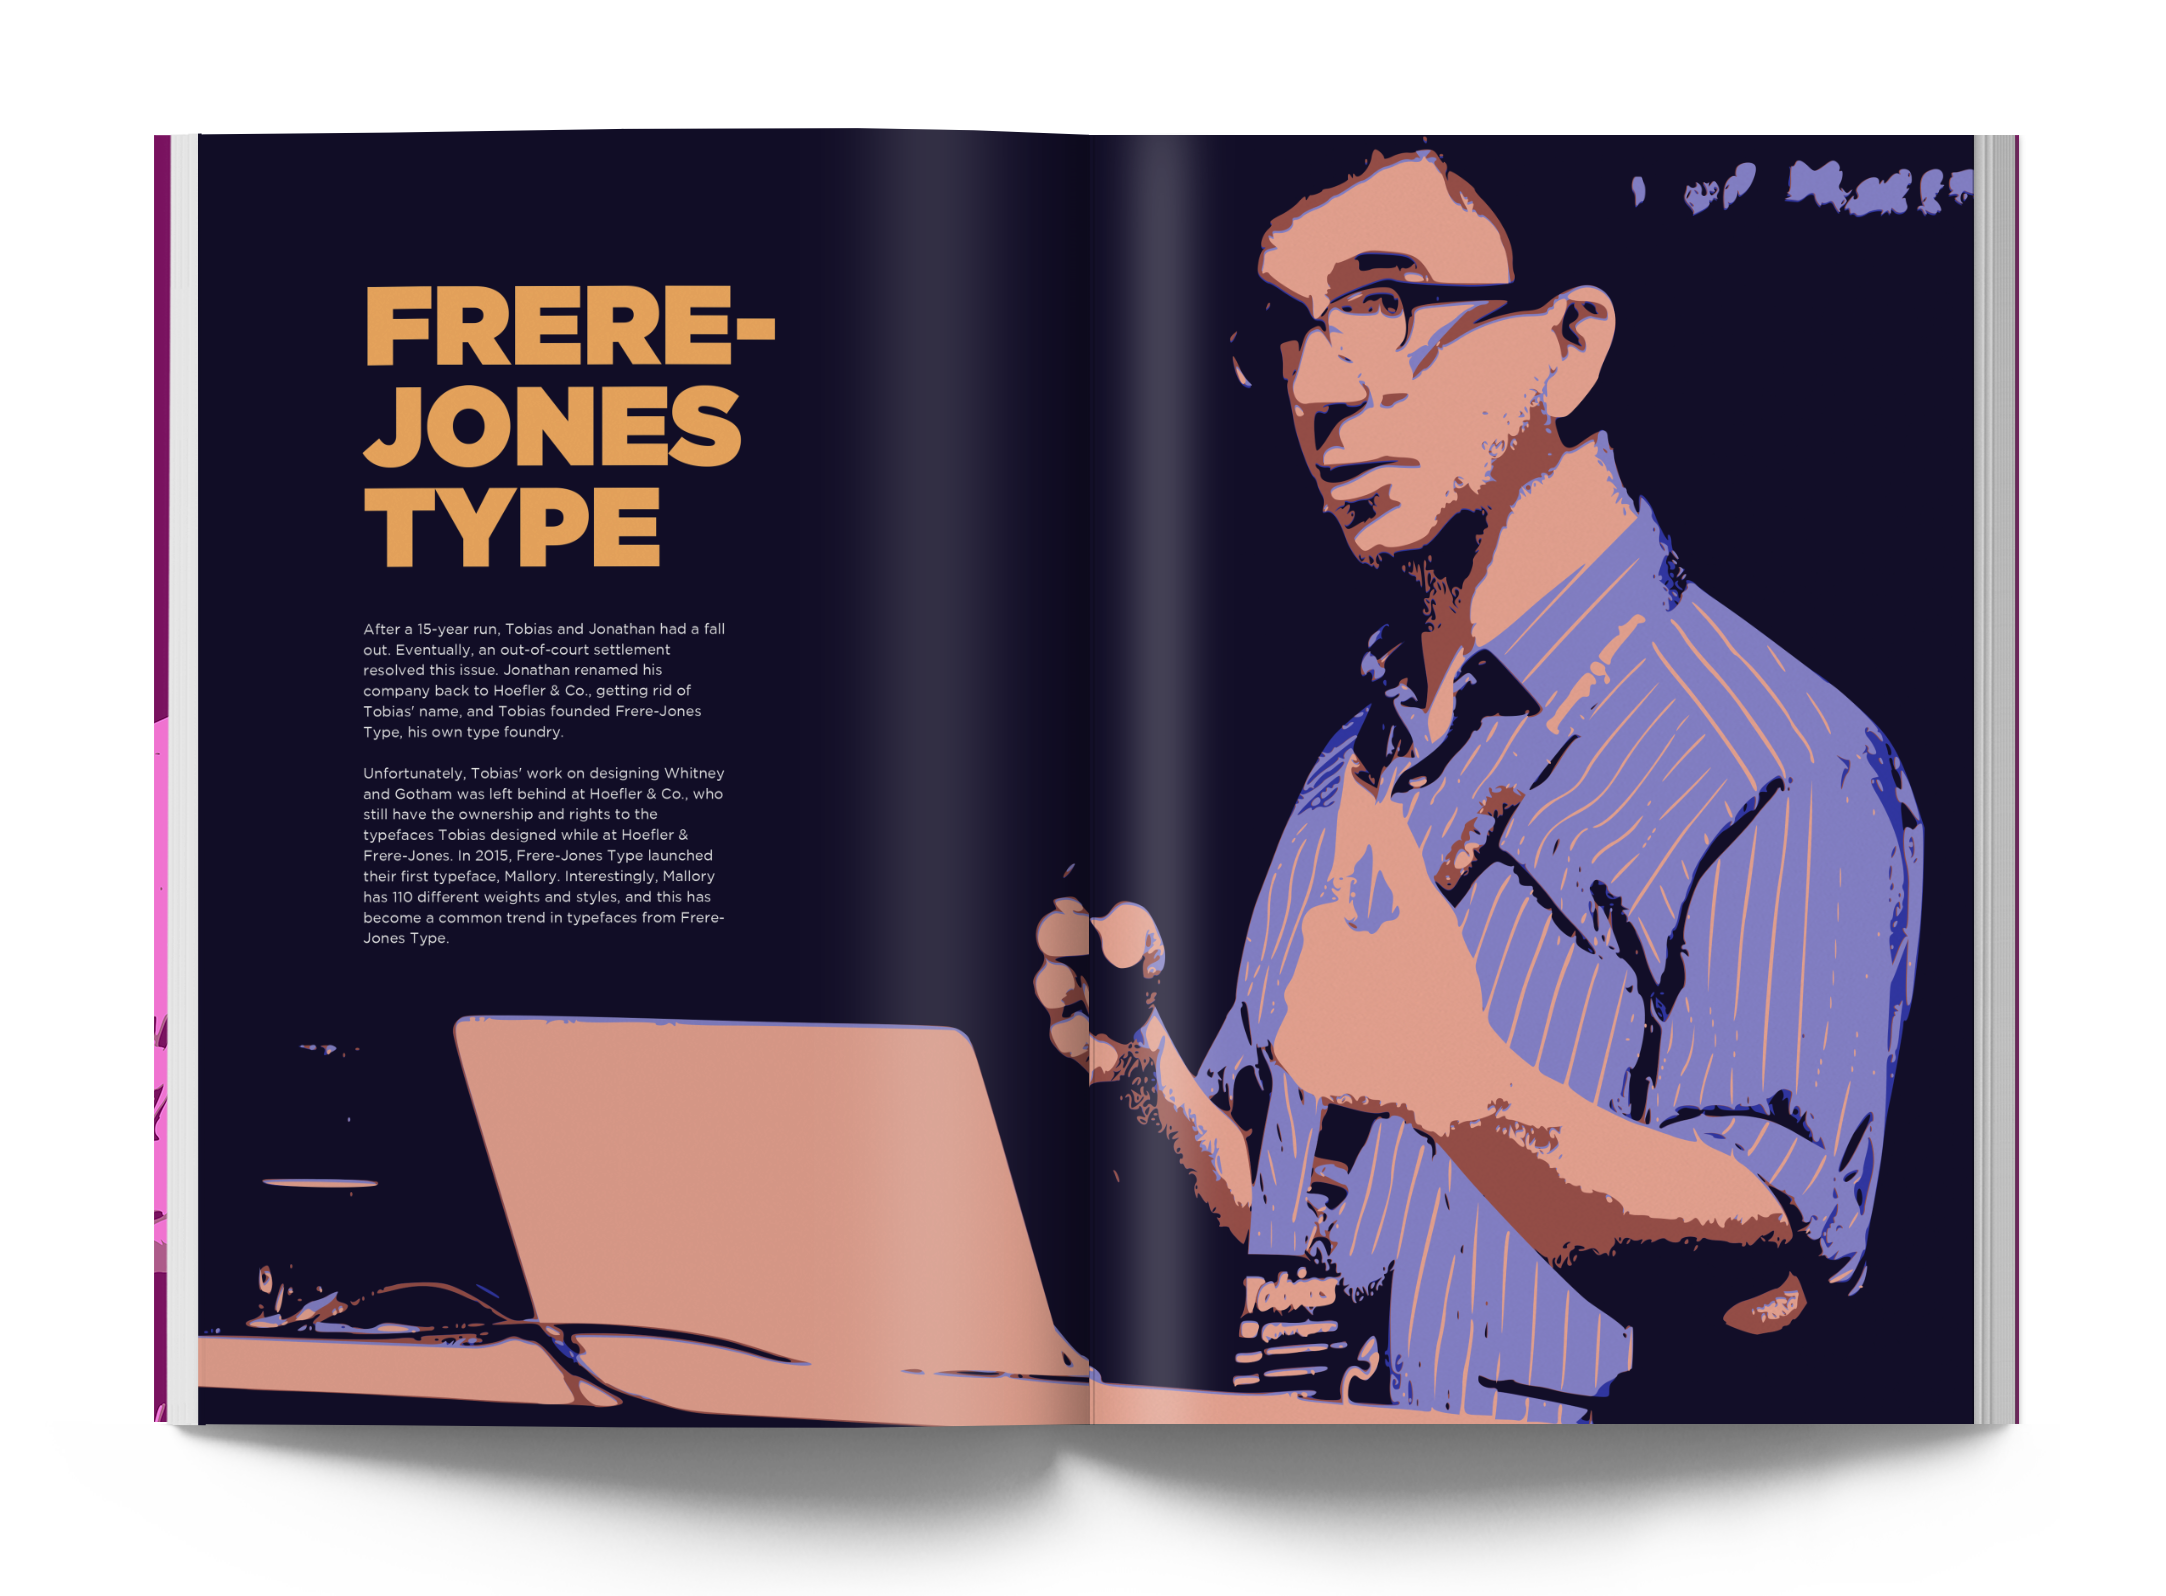 FRERE-
JONES
TYPE
After a 15-year run, Tobias and Jonathan had a fall
out. Eventually, an out-of-court settlement
resolved this issue. Jonathan renamed his
company back to Hoefler & Co., getting rid of
Tobias' name, and Tobias founded Frere-Jones
Type, his own type foundry.
Unfortunately, Tobias' work on designing Whitney
and Gotham was left behind at Hoefler & Co., who
still have the ownership and rights to the
typefaces Tobias designed while at Hoefler &
Frere-Jones. In 2015, Frere-Jones Type launched
their first typeface, Mallory. Interestingly, Mallory
has 110 different weights and styles, and this has
become a common trend in typefaces from Frere-
Jones Type.
Tobias